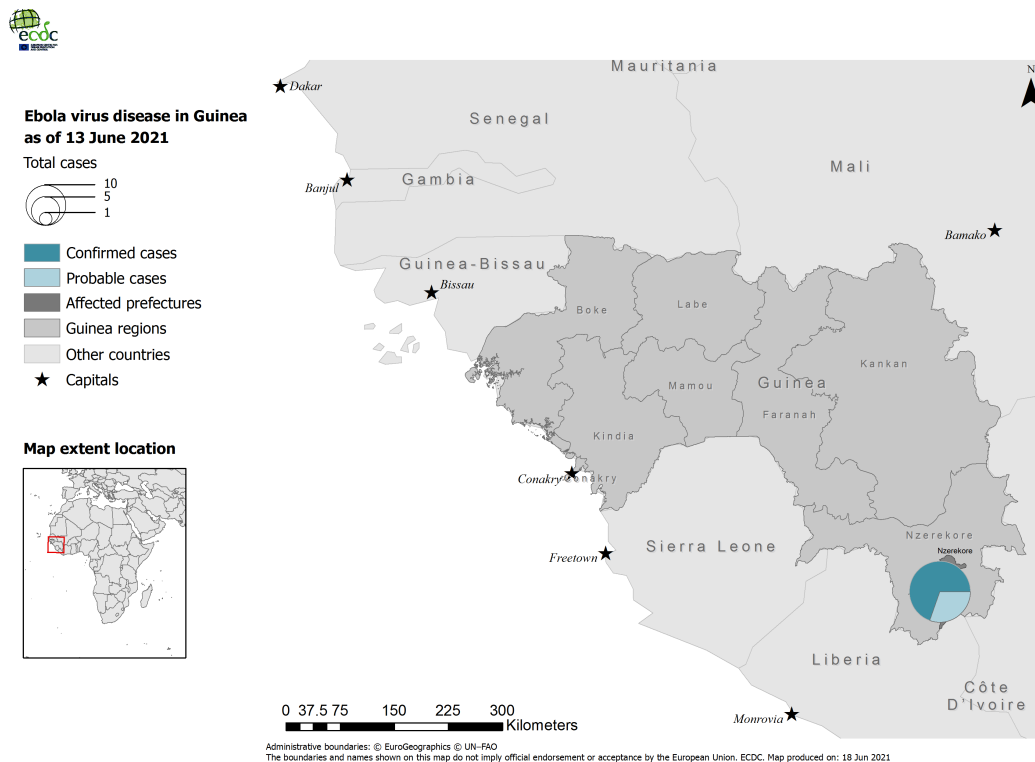 ecdc
Ebola virus disease in Guinea
as of 13 June 2021
Total cases
10
5
1
Confirmed cases
Probable cases
Affected prefectures
Guinea regions
Other countries
Capitals
Map extent location
N
Mauritania
Dakar
Senegal
Mali
Gambia
Banjul
Bamako
Guinea-Bissau
Bissau
Boke
Labe
Kankan
Mamou
Guinea
Faranah
Kindia
Conakry
Conakry
Nzerekore
Nzerekore
Sierra Leone
Freetown
Liberia
Côte
D'Ivoire
Monrovia
0 37.5 75 150 225 300
Kilometers
Administrative boundaries: © EuroGeographics © UN–FAO
The boundaries and names shown on this map do not imply official endorsement or acceptance by the European Union. ECDC. Map produced on: 18 Jun 2021